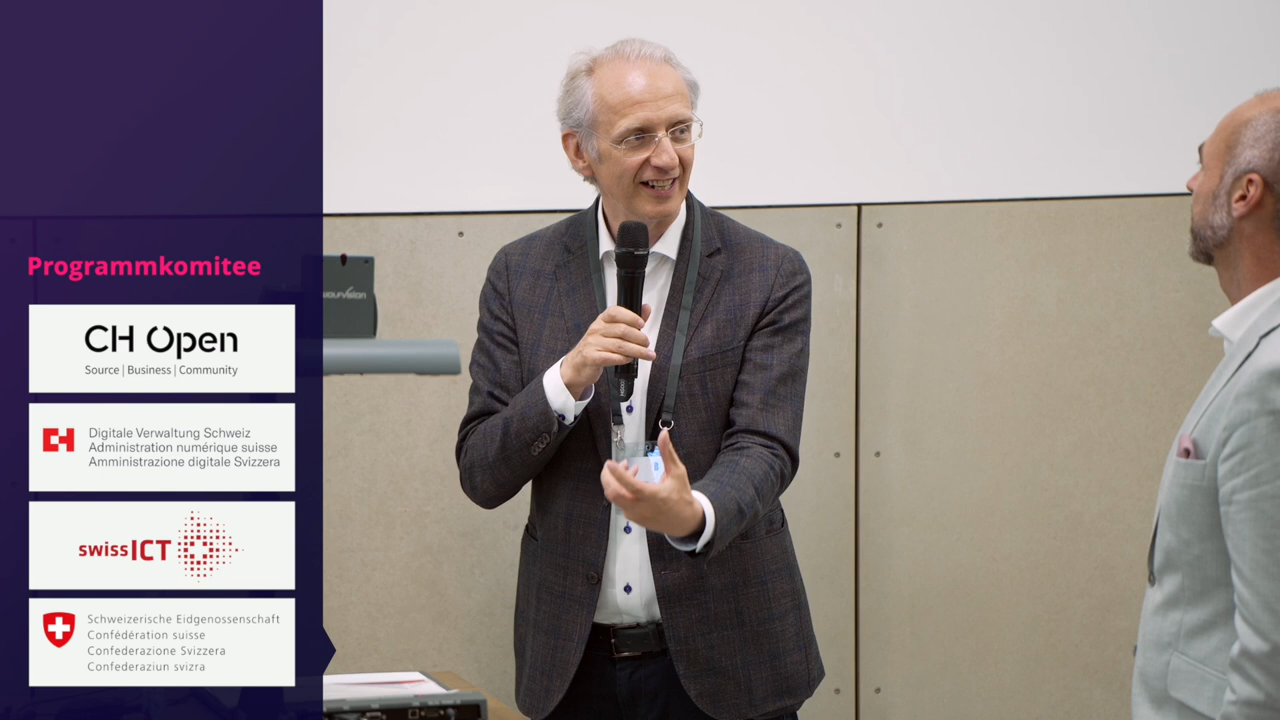 Programmkomitee
CH Open
Source | Business | Community
Digitale Verwaltung Schweiz
Administration numérique suisse
Amministrazione digitale Svizzera
swissICT
Schweizerische Eidgenossenschaft
Confédération suisse
Confederazione Svizzera
Confederaziun svizra